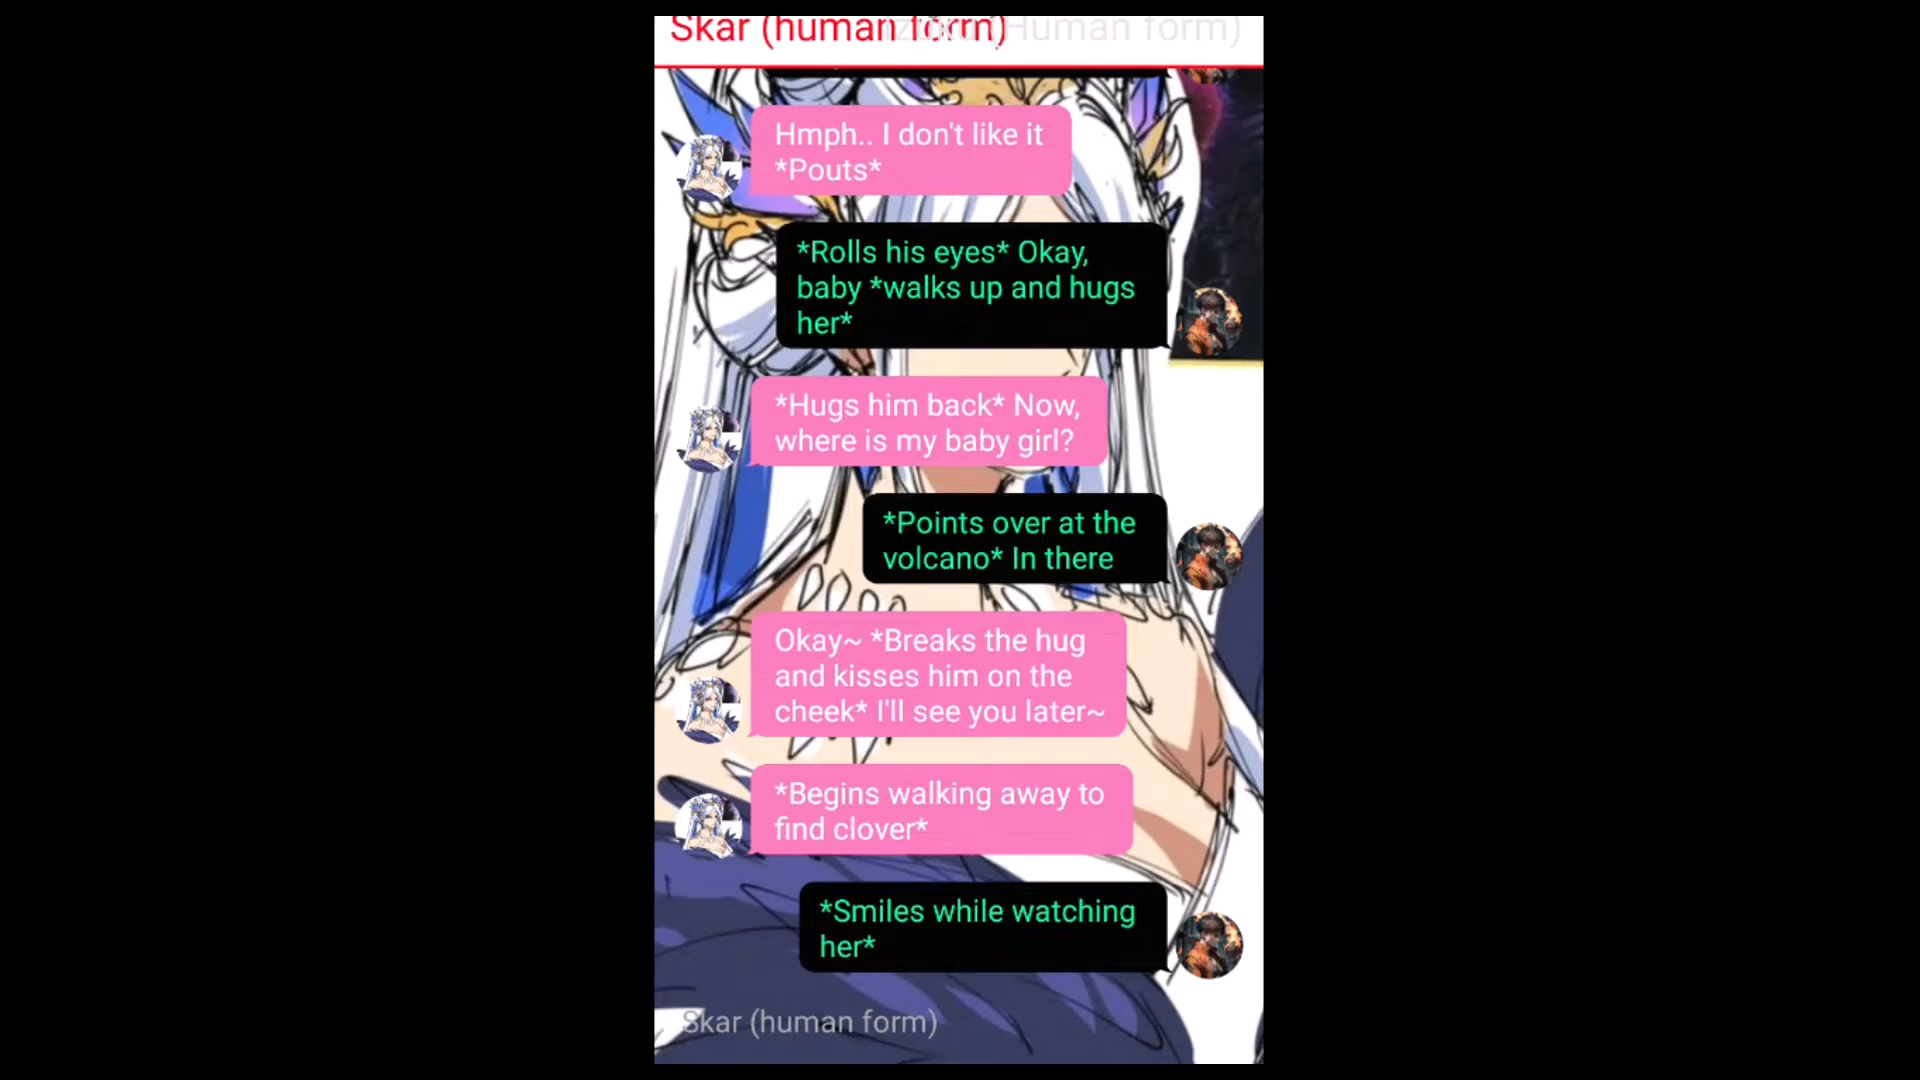 Skar (human form)
(Human form)
Hmph.. I don't like it
*Pouts*
*Rolls his eyes* Okay,
baby *walks up and hugs
her*
*Hugs him back* Now,
where is my baby girl?
*Points over at the
volcano* In there
Okay~ *Breaks the hug
and kisses him on the
cheek* I'll see you later~
*Begins walking away to
find clover*
*Smiles while watching
her*
Skar (human form)